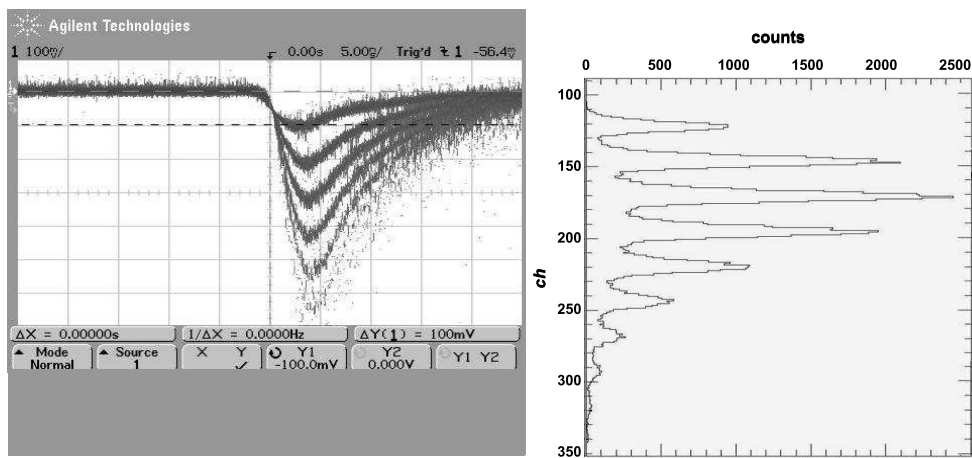 Agilent Technologies
1 100mV/ 0.00s 5.00g/ Trig'd 1 -56.4mV
ΔX = 0.00000s 1/ΔX = 0.0000Hz ΔY(1) = 100mV
Mode Source X Y Y1 Y2 Y1 Y2
Normal 1 ✓ -100.0mV 0.000V
counts
0 500 1000 1500 2000 2500
100
150
200
250
300
350
ch